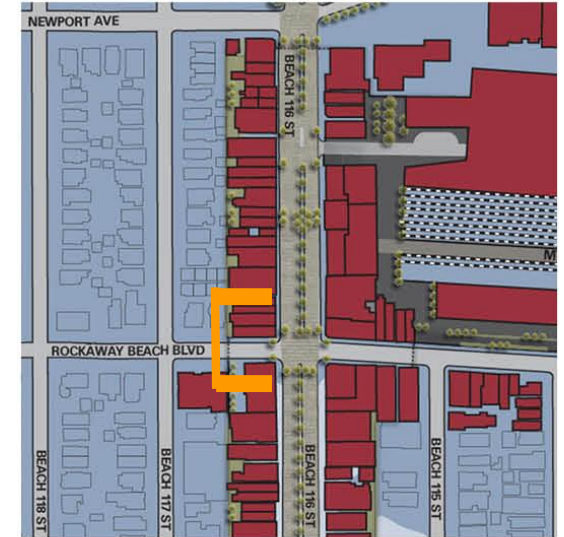 NEWPORT AVE
BEACH 116 ST
M
ROCKAWAY BEACH BLVD
BEACH 118 ST
BEACH 117 ST
BEACH 116 ST
BEACH 115 ST